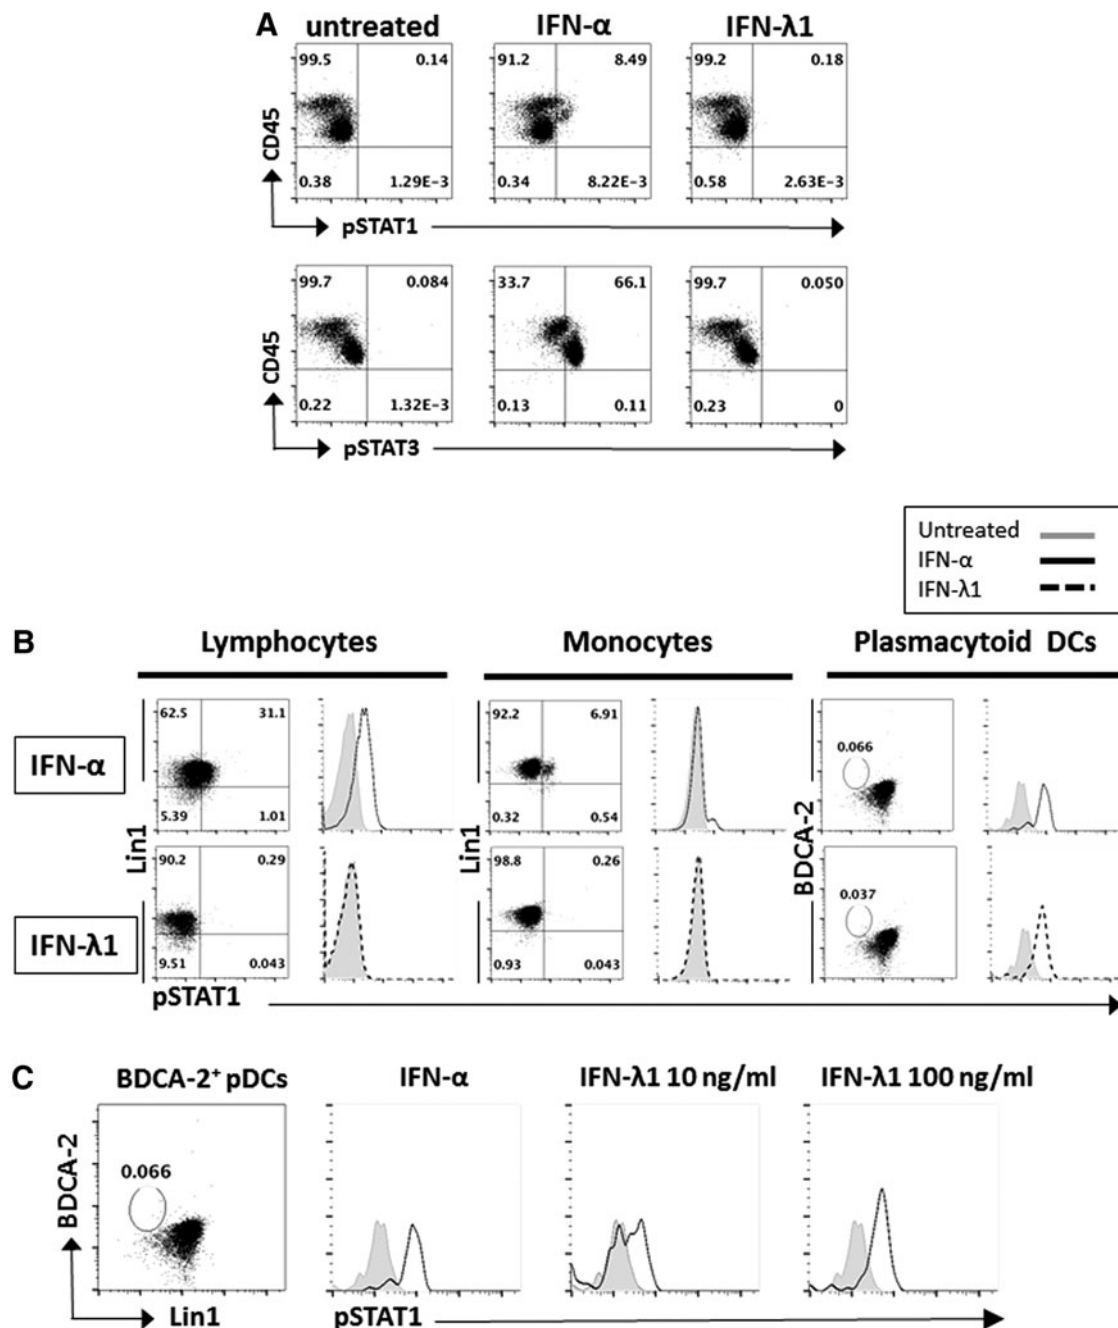 A
untreated
IFN-α
IFN-λ1
99.5 0.14
91.2 8.49
99.2 0.18
CD45
0.38 1.29E-3
0.34 8.22E-3
0.58 2.63E-3
pSTAT1
99.7 0.084
33.7 66.1
99.7 0.050
CD45
0.22 1.32E-3
0.13 0.11
0.23 0
pSTAT3
Untreated
IFN-α
IFN-λ1
B
Lymphocytes
Monocytes
Plasmacytoid DCs
IFN-α
62.5 31.1
5.39 1.01
Lin1
92.2 6.91
0.32 0.54
Lin1
0.066
BDCA-2
IFN-λ1
90.2 0.29
9.51 0.043
98.8 0.26
0.93 0.043
0.037
pSTAT1
C
BDCA-2+ pDCs
IFN-α
IFN-λ1 10 ng/ml
IFN-λ1 100 ng/ml
BDCA-2
0.066
Lin1
pSTAT1